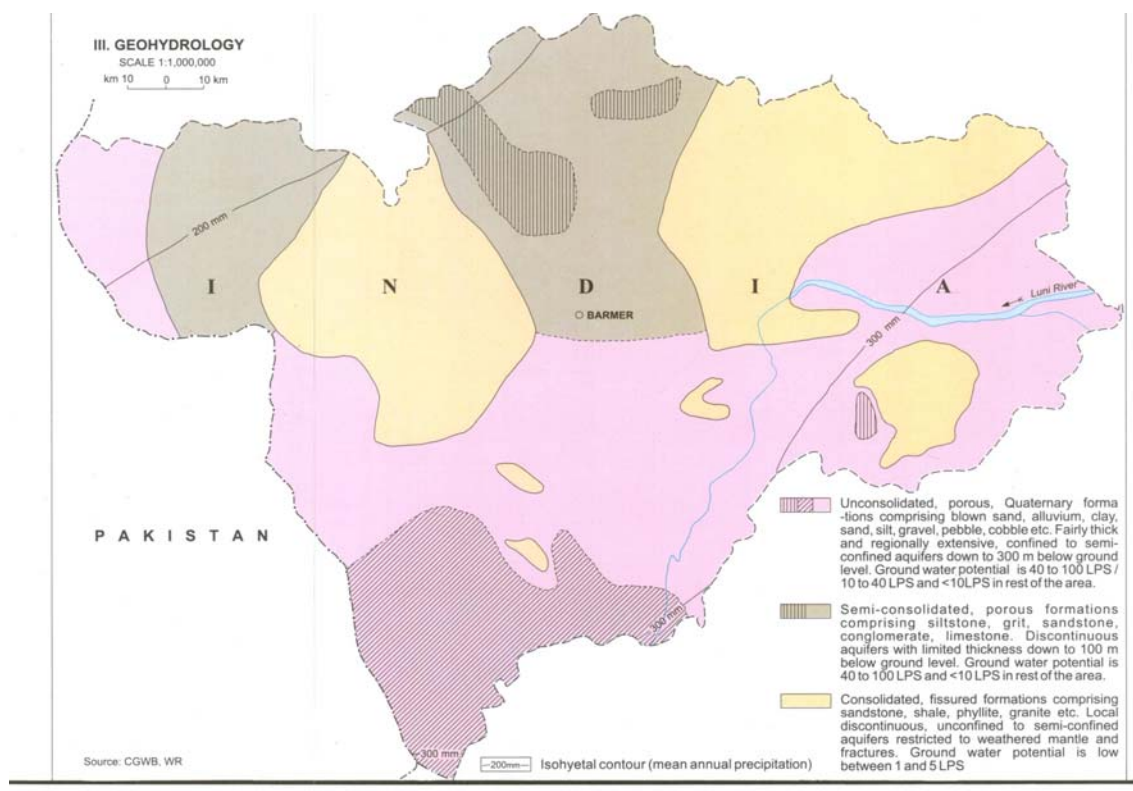 III. GEOHYDROLOGY
SCALE 1:1,000,000
km 10 0 10 km
200 mm
I N D I A
BARMER
Luni River
300 mm
PAKISTAN
300 mm
300 mm
Unconsolidated, porous, Quaternary forma
-tions comprising blown sand, alluvium, clay,
sand, silt, gravel, pebble, cobble etc. Fairly thick
and regionally extensive, confined to semi-
confined aquifers down to 300 m below ground
level. Ground water potential is 40 to 100 LPS /
10 to 40 LPS and <10LPS in rest of the area.
Semi-consolidated, porous formations
comprising siltstone, grit, sandstone,
conglomerate, limestone. Discontinuous
aquifers with limited thickness down to 100 m
below ground level. Ground water potential is
40 to 100 LPS and <10 LPS in rest of the area.
Consolidated, fissured formations comprising
sandstone, shale, phyllite, granite etc. Local
discontinuous, unconfined to semi-confined
aquifers restricted to weathered mantle and
fractures. Ground water potential is low
between 1 and 5 LPS
Source: CGWB, WR
200mm Isohyetal contour (mean annual precipitation)